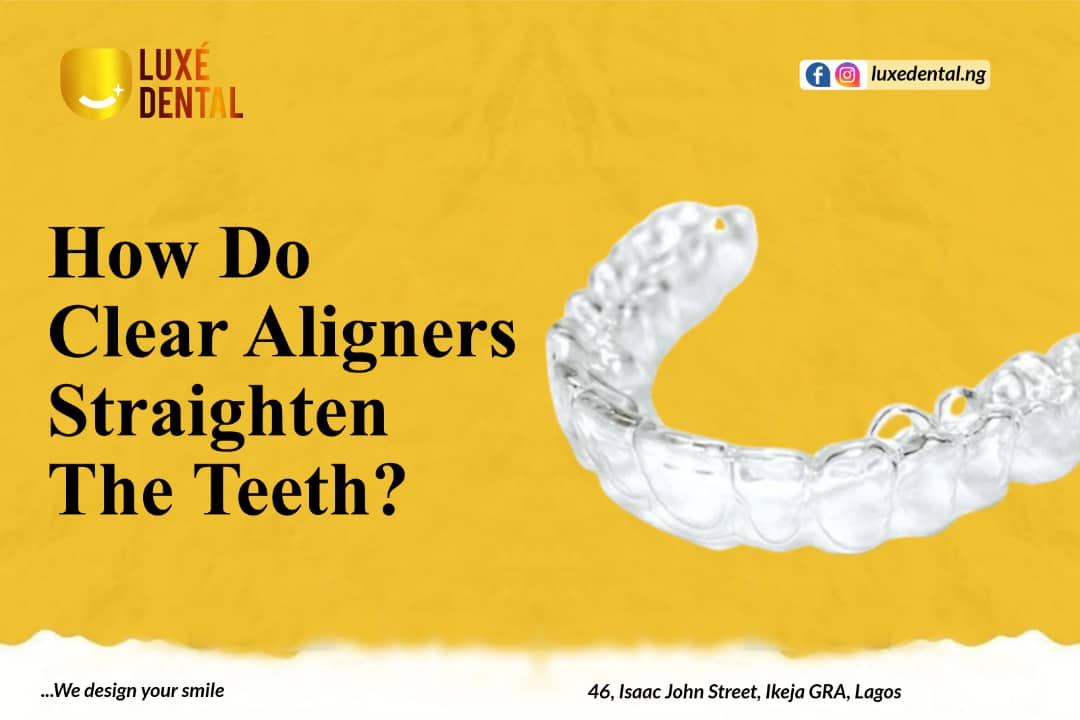 LUXÉ
DENTAL
luxedental.ng
How Do
Clear Aligners
Straighten
The Teeth?
...We design your smile
46, Isaac John Street, Ikeja GRA, Lagos